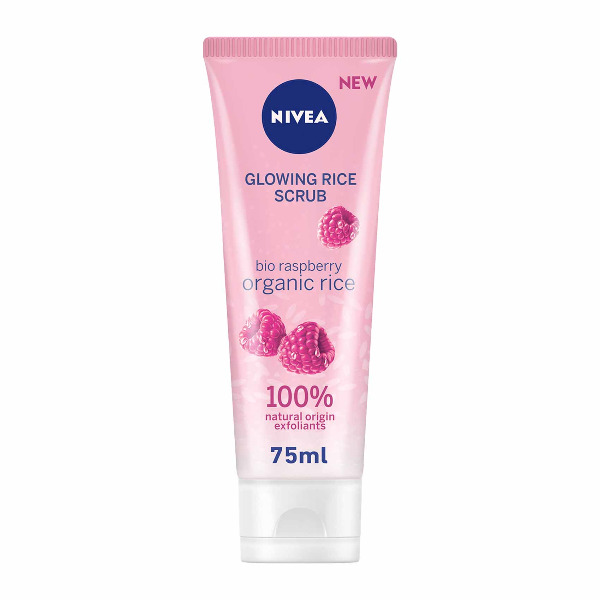 NEW
NIVEA
GLOWING RICE
SCRUB
bio raspberry
organic rice
100%
natural origin
exfoliants
75ml